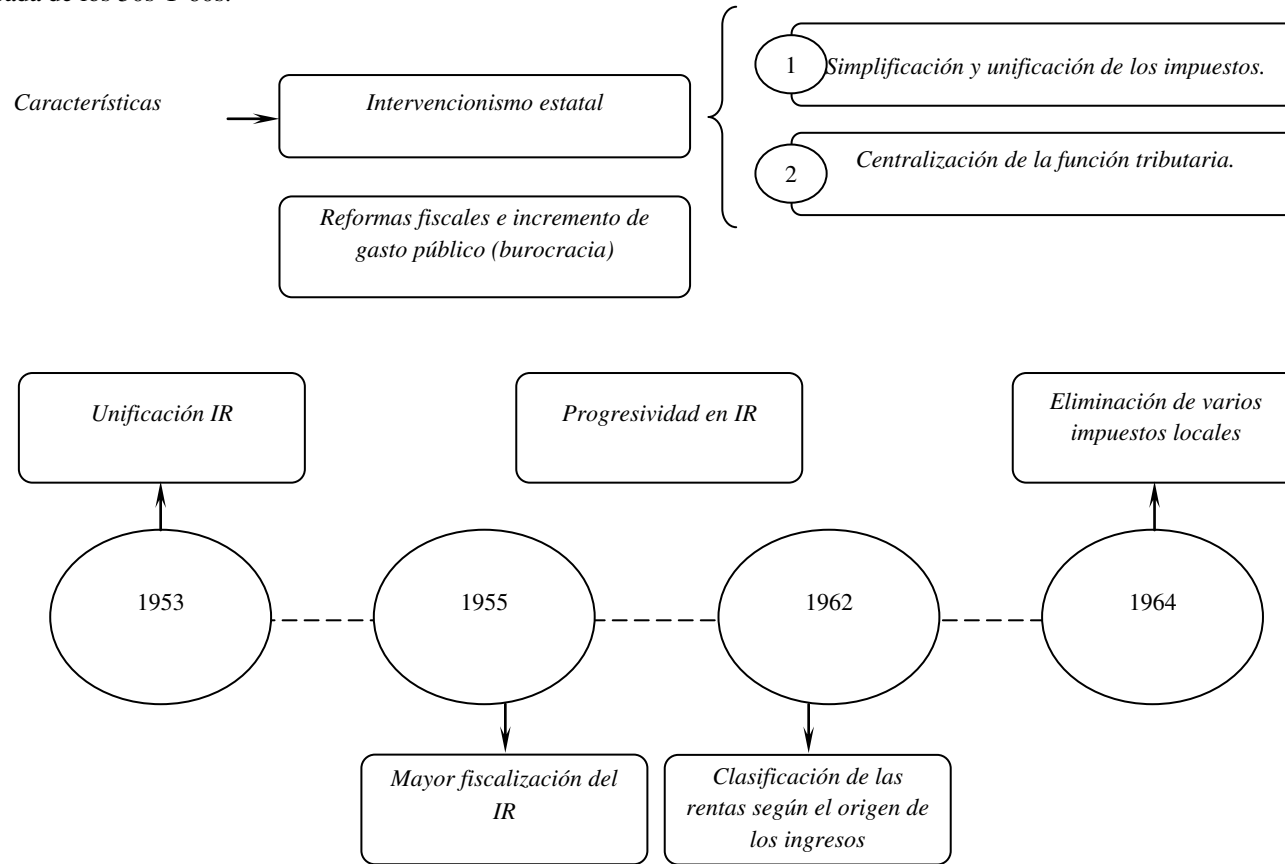 de los
Características
Intervencionismo estatal
1
Simplificación y unificación de los impuestos.
2
Centralización de la función tributaria.
Reformas fiscales e incremento de
gasto público (burocracia)
Unificación IR
Progresividad en IR
Eliminación de varios
impuestos locales
1953
1955
1962
1964
Mayor fiscalización del
IR
Clasificación de las
rentas según el origen de
los ingresos